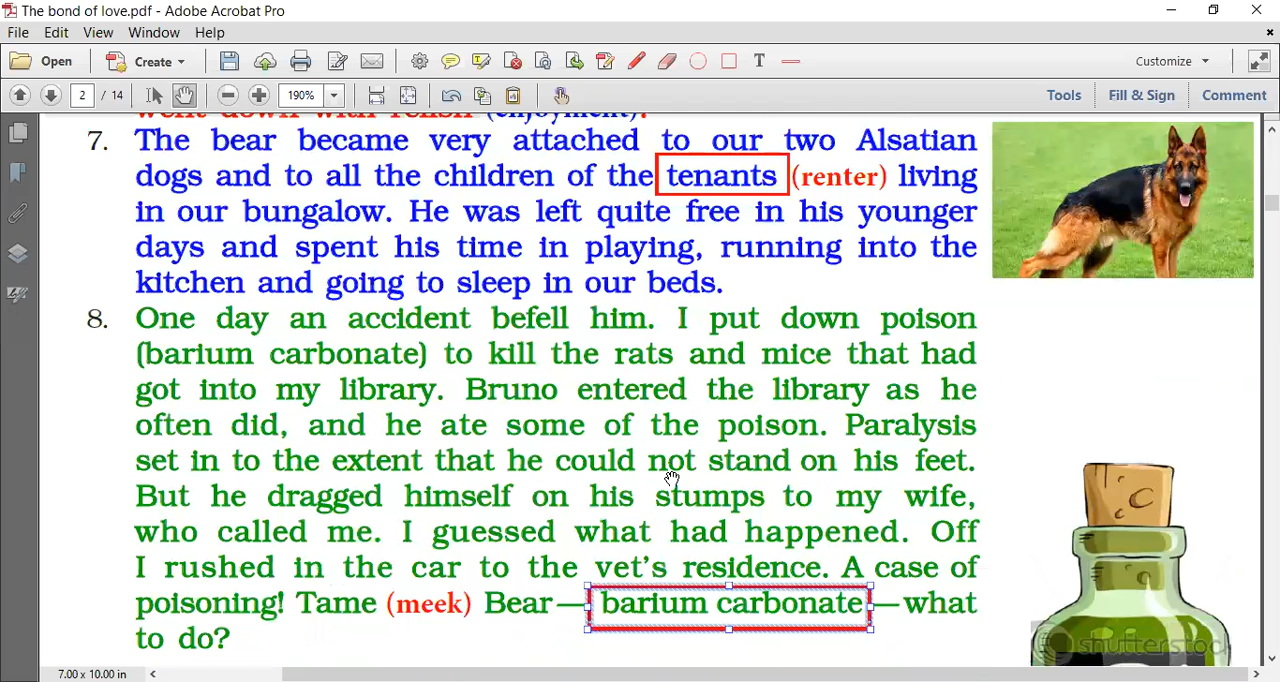 The bond of love.pdf - Adobe Acrobat Pro
File Edit View Window Help
Open Create Customize
2 / 14 190% Tools Fill & Sign Comment
went down with relish (enjoyment).
7. The bear became very attached to our two Alsatian
dogs and to all the children of the tenants (renter) living
in our bungalow. He was left quite free in his younger
days and spent his time in playing, running into the
kitchen and going to sleep in our beds.
8. One day an accident befell him. I put down poison
(barium carbonate) to kill the rats and mice that had
got into my library. Bruno entered the library as he
often did, and he ate some of the poison. Paralysis
set in to the extent that he could not stand on his feet.
But he dragged himself on his stumps to my wife,
who called me. I guessed what had happened. Off
I rushed in the car to the vet's residence. A case of
poisoning! Tame (meek) Bear—barium carbonate—what
to do?
shutterstock
7.00 x 10.00 in